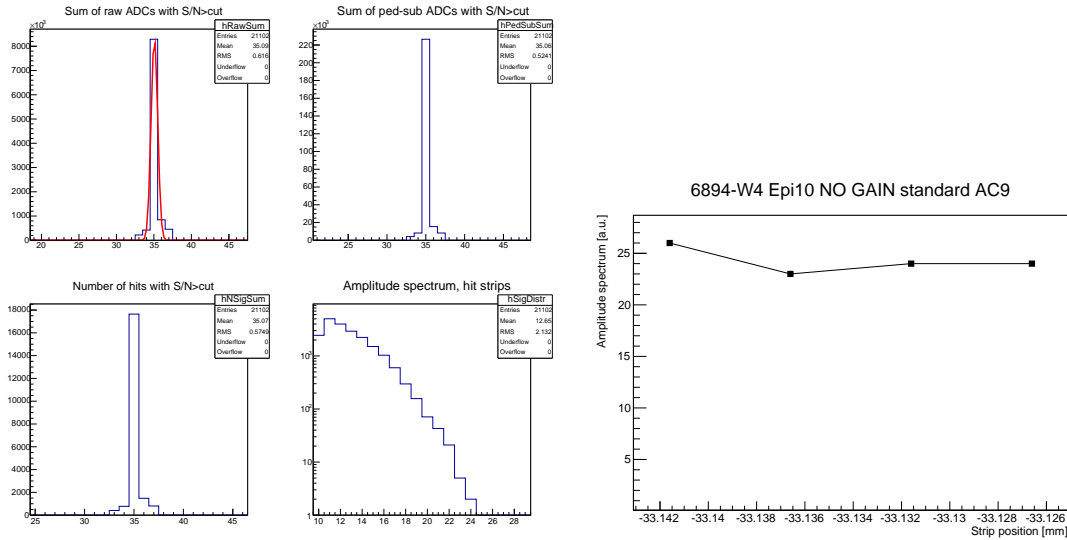 Sum of raw ADCs with S/N>cut
×10³
hRawSum
Entries 21102
Mean 35.09
RMS 0.616
Underflow 0
Overflow 0
8000
7000
6000
5000
4000
3000
2000
1000
0
20 25 30 35 40 45
Sum of ped-sub ADCs with S/N>cut
×10³
hPedSubSum
Entries 21102
Mean 35.06
RMS 0.5241
Underflow 0
Overflow 0
220
200
180
160
140
120
100
80
60
40
20
0
25 30 35 40 45
Number of hits with S/N>cut
hNSigSum
Entries 21102
Mean 35.07
RMS 0.5749
Underflow 0
Overflow 0
18000
16000
14000
12000
10000
8000
6000
4000
2000
0
25 30 35 40 45
Amplitude spectrum, hit strips
hSigDistr
Entries 21102
Mean 12.65
RMS 2.132
Underflow 0
Overflow 0
10³
10²
10
1
10 12 14 16 18 20 22 24 26 28
6894-W4 Epi10 NO GAIN standard AC9
Amplitude spectrum [a.u.]
25
20
15
10
5
-33.142 -33.14 -33.138 -33.136 -33.134 -33.132 -33.13 -33.128 -33.126
Strip position [mm]